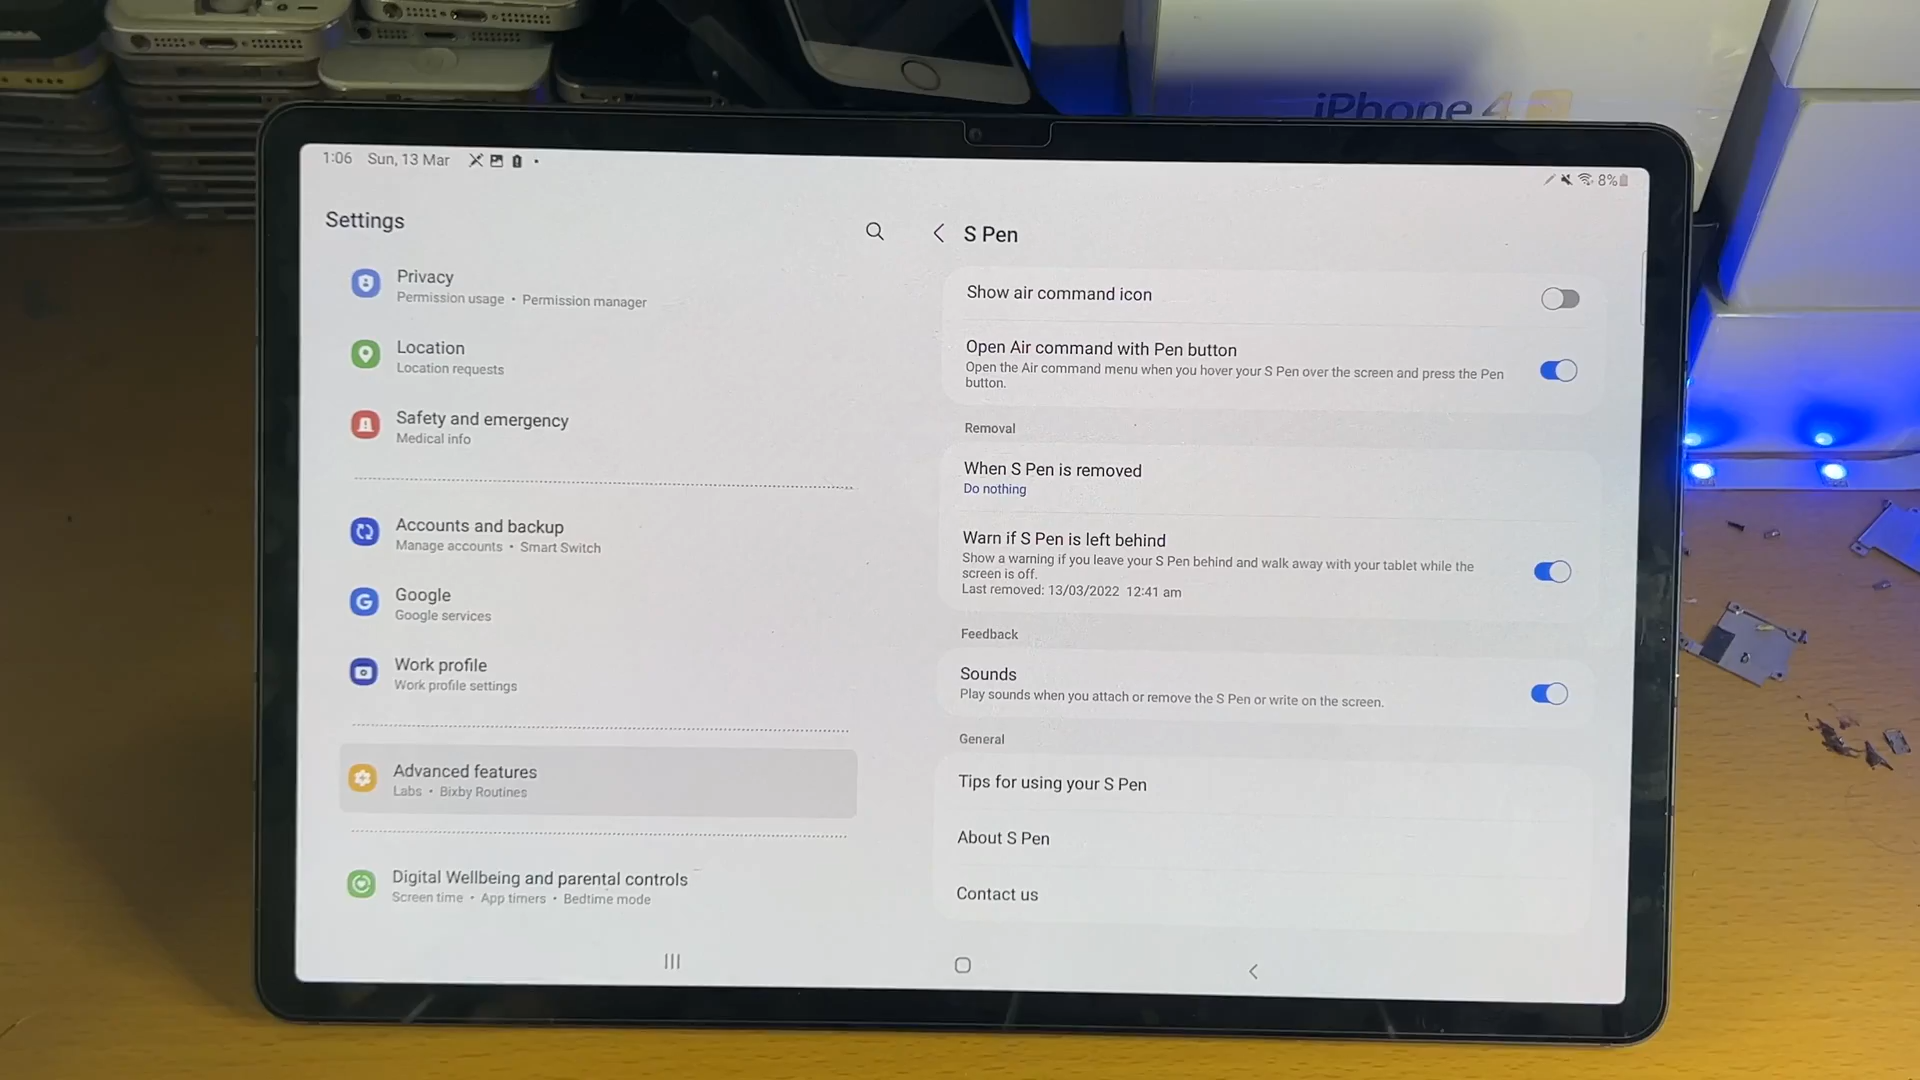 iPhone 4
1:06 Sun, 13 Mar
8%
Settings
Privacy
Permission usage • Permission manager
Location
Location requests
Safety and emergency
Medical info
Accounts and backup
Manage accounts • Smart Switch
Google
Google services
Work profile
Work profile settings
Advanced features
Labs • Bixby Routines
Digital Wellbeing and parental controls
Screen time • App timers • Bedtime mode
S Pen
Show air command icon
Open Air command with Pen button
Open the Air command menu when you hover your S Pen over the screen and press the Pen
button.
Removal
When S Pen is removed
Do nothing
Warn if S Pen is left behind
Show a warning if you leave your S Pen behind and walk away with your tablet while the
screen is off.
Last removed: 13/03/2022 12:41 am
Feedback
Sounds
Play sounds when you attach or remove the S Pen or write on the screen.
General
Tips for using your S Pen
About S Pen
Contact us